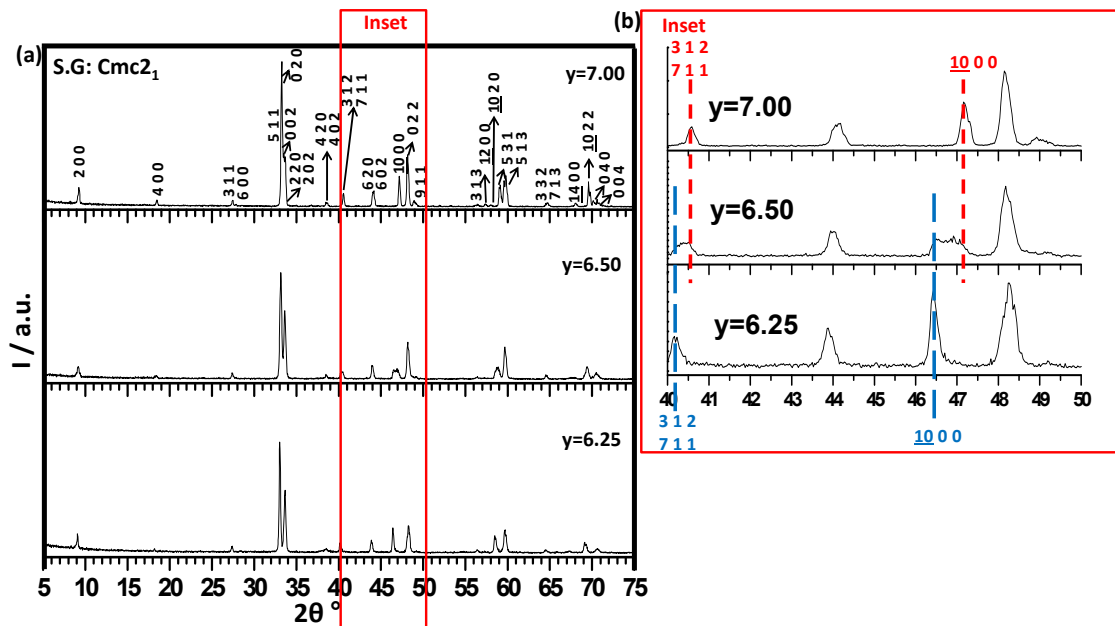 Inset
(a)
S.G: Cmc2₁
y=7.00
2 0 0
4 0 0
3 1 1
6 0 0
5 1 1
0 2 0
0 0 2
2 2 0
2 0 2
4 2 0
4 0 2
3 1 2
7 1 1
6 2 0
6 0 2
10 0 0
0 2 2
9 1 1
3 1 3
12 0 0
10 2 0
5 3 1
5 1 3
3 3 2
7 1 3
14 0 0
10 2 2
0 4 0
0 0 4
y=6.50
y=6.25
I / a.u.
5 10 15 20 25 30 35 40 45 50 55 60 65 70 75
2θ °
(b)
Inset
3 1 2
7 1 1
10 0 0
y=7.00
y=6.50
y=6.25
40 41 42 43 44 45 46 47 48 49 50
3 1 2
7 1 1
10 0 0